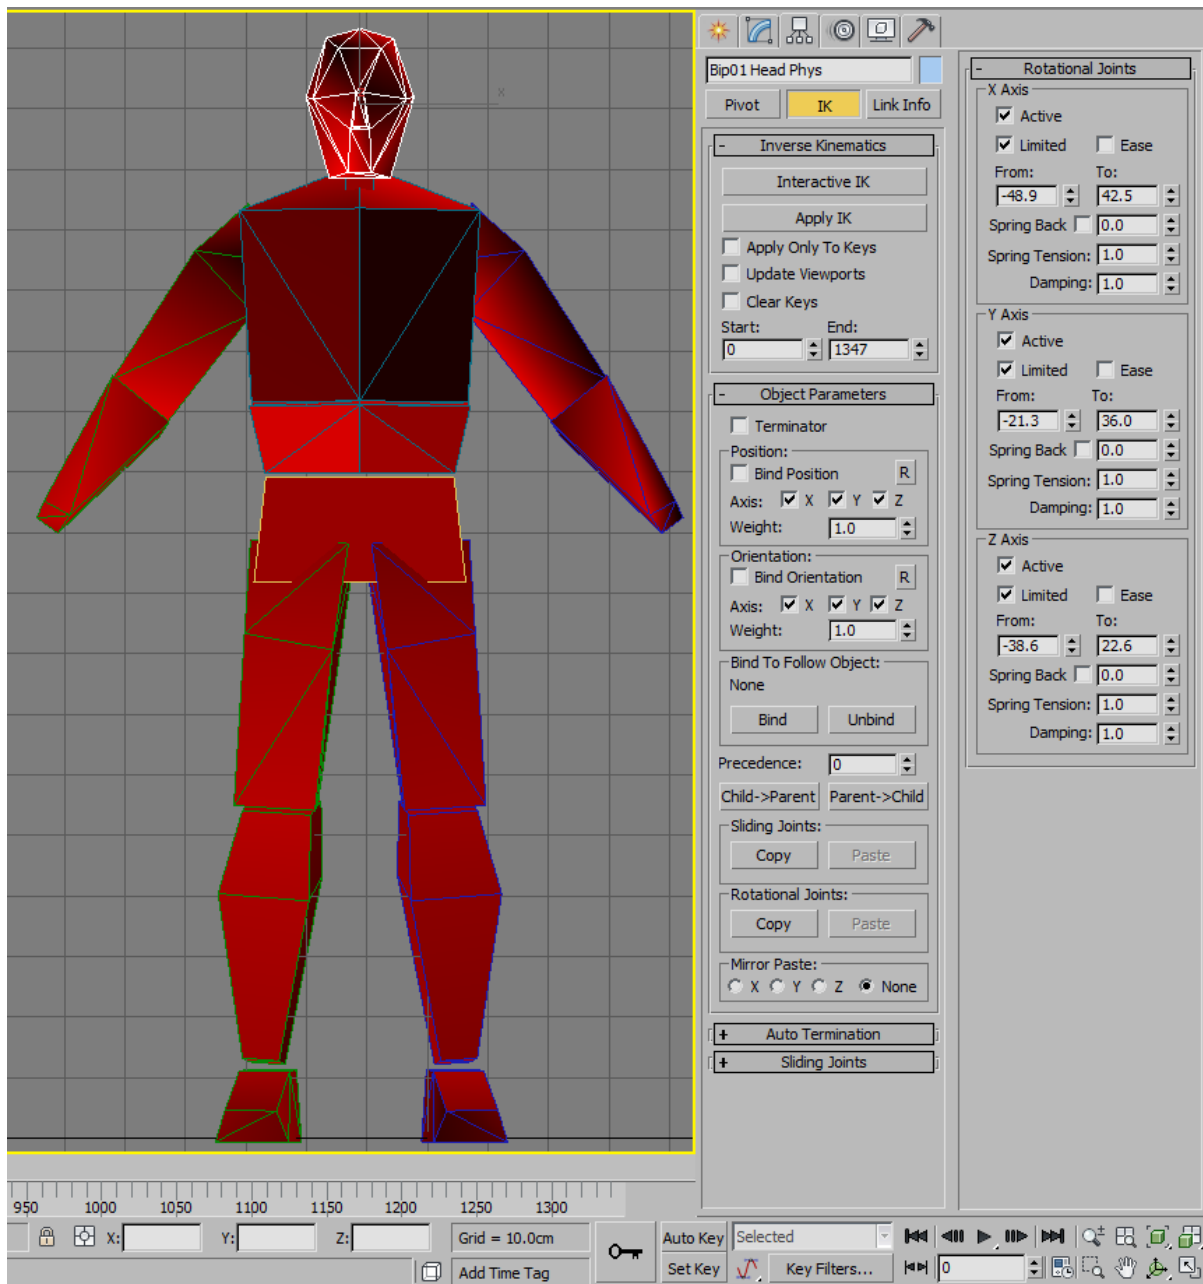 Bip01 Head Phys
Pivot IK Link Info
- Inverse Kinematics
Interactive IK
Apply IK
Apply Only To Keys
Update Viewports
Clear Keys
Start: End:
0 1347
- Object Parameters
Terminator
Position:
Bind Position R
Axis: X Y Z
Weight: 1.0
Orientation:
Bind Orientation R
Axis: X Y Z
Weight: 1.0
Bind To Follow Object:
None
Bind Unbind
Precedence: 0
Child->Parent Parent->Child
Sliding Joints:
Copy Paste
Rotational Joints:
Copy Paste
Mirror Paste:
X Y Z None
+ Auto Termination
+ Sliding Joints
- Rotational Joints
X Axis
Active
Limited Ease
From: To:
-48.9 42.5
Spring Back 0.0
Spring Tension: 1.0
Damping: 1.0
Y Axis
Active
Limited Ease
From: To:
-21.3 36.0
Spring Back 0.0
Spring Tension: 1.0
Damping: 1.0
Z Axis
Active
Limited Ease
From: To:
-38.6 22.6
Spring Back 0.0
Spring Tension: 1.0
Damping: 1.0
x
950 1000 1050 1100 1150 1200 1250 1300
X: Y: Z: Grid = 10.0cm Auto Key Selected
Add Time Tag Set Key Key Filters... 0